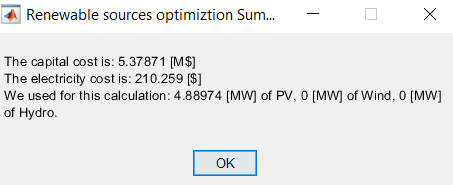 Renewable sources optimiztion Sum...
The capital cost is: 5.37871 [M$]
The electricity cost is: 210.259 [$]
We used for this calculation: 4.88974 [MW] of PV, 0 [MW] of Wind, 0 [MW]
of Hydro.
OK